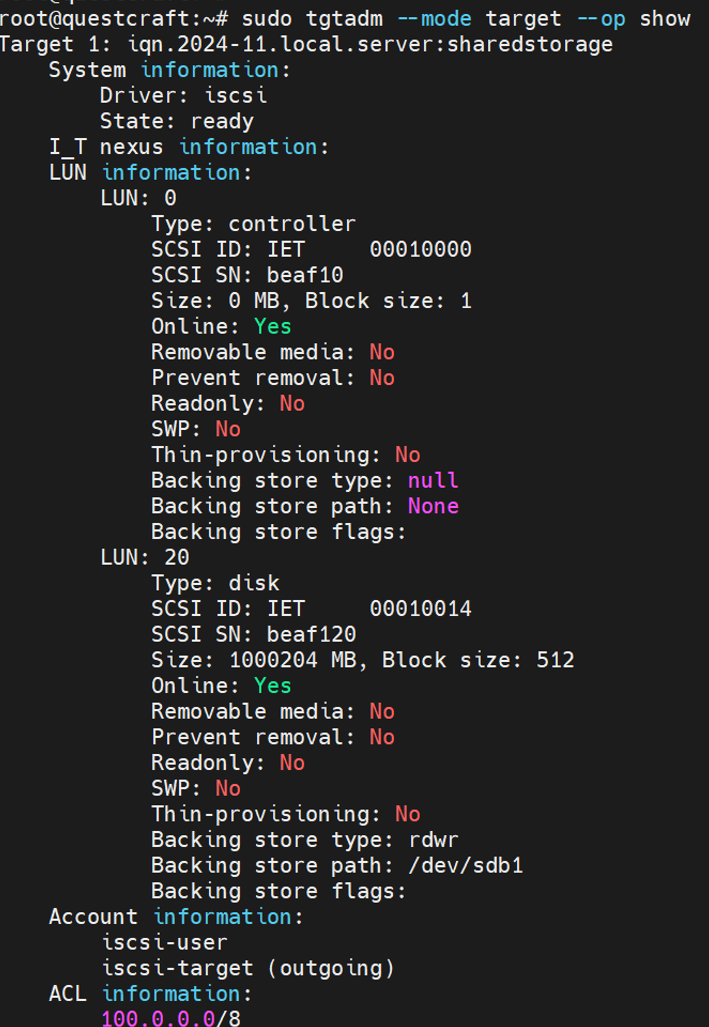 root@questcraft:~# sudo tgtadm --mode target --op show
Target 1: iqn.2024-11.local.server:sharedstorage
System information:
Driver: iscsi
State: ready
I_T nexus information:
LUN information:
LUN: 0
Type: controller
SCSI ID: IET     00010000
SCSI SN: beaf10
Size: 0 MB, Block size: 1
Online: Yes
Removable media: No
Prevent removal: No
Readonly: No
SWP: No
Thin-provisioning: No
Backing store type: null
Backing store path: None
Backing store flags:
LUN: 20
Type: disk
SCSI ID: IET     00010014
SCSI SN: beaf120
Size: 1000204 MB, Block size: 512
Online: Yes
Removable media: No
Prevent removal: No
Readonly: No
SWP: No
Thin-provisioning: No
Backing store type: rdwr
Backing store path: /dev/sdb1
Backing store flags:
Account information:
iscsi-user
iscsi-target (outgoing)
ACL information:
100.0.0.0/8